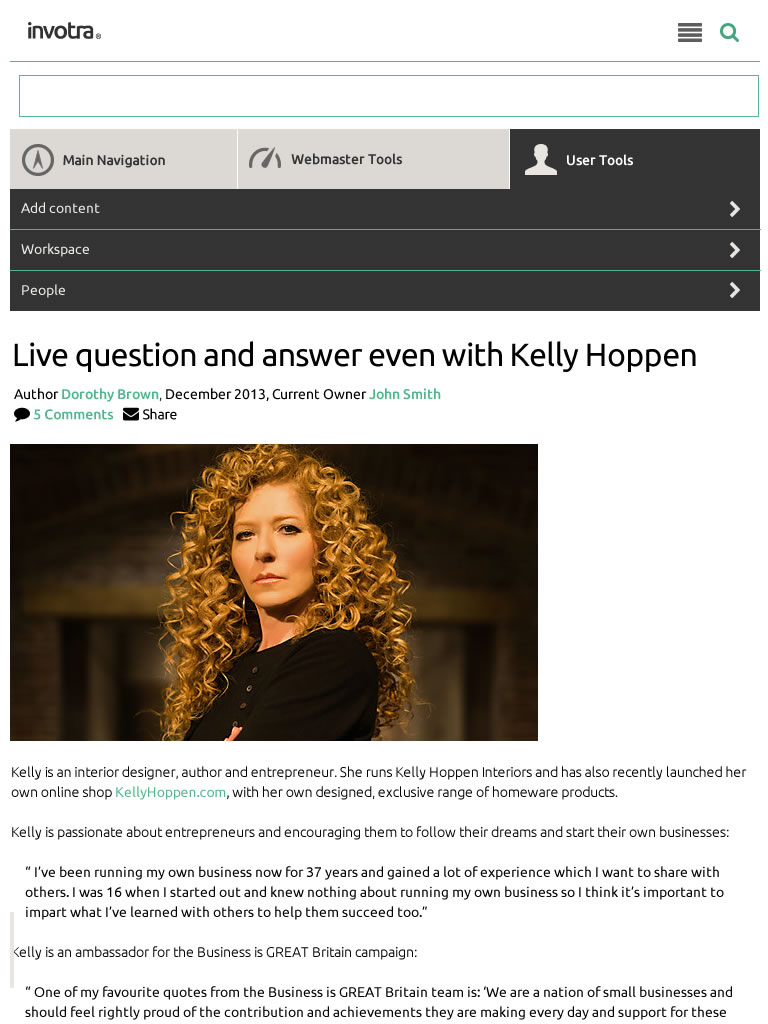 invotra®
Main Navigation
Webmaster Tools
User Tools
Add content
Workspace
People
Live question and answer even with Kelly Hoppen
Author Dorothy Brown, December 2013, Current Owner John Smith
5 Comments Share
Kelly is an interior designer, author and entrepreneur. She runs Kelly Hoppen Interiors and has also recently launched her
own online shop KellyHoppen.com, with her own designed, exclusive range of homeware products.
Kelly is passionate about entrepreneurs and encouraging them to follow their dreams and start their own businesses:
“ I’ve been running my own business now for 37 years and gained a lot of experience which I want to share with
others. I was 16 when I started out and knew nothing about running my own business so I think it’s important to
impart what I’ve learned with others to help them succeed too.”
Kelly is an ambassador for the Business is GREAT Britain campaign:
“ One of my favourite quotes from the Business is GREAT Britain team is: ‘We are a nation of small businesses and
should feel rightly proud of the contribution and achievements they are making every day and support for these